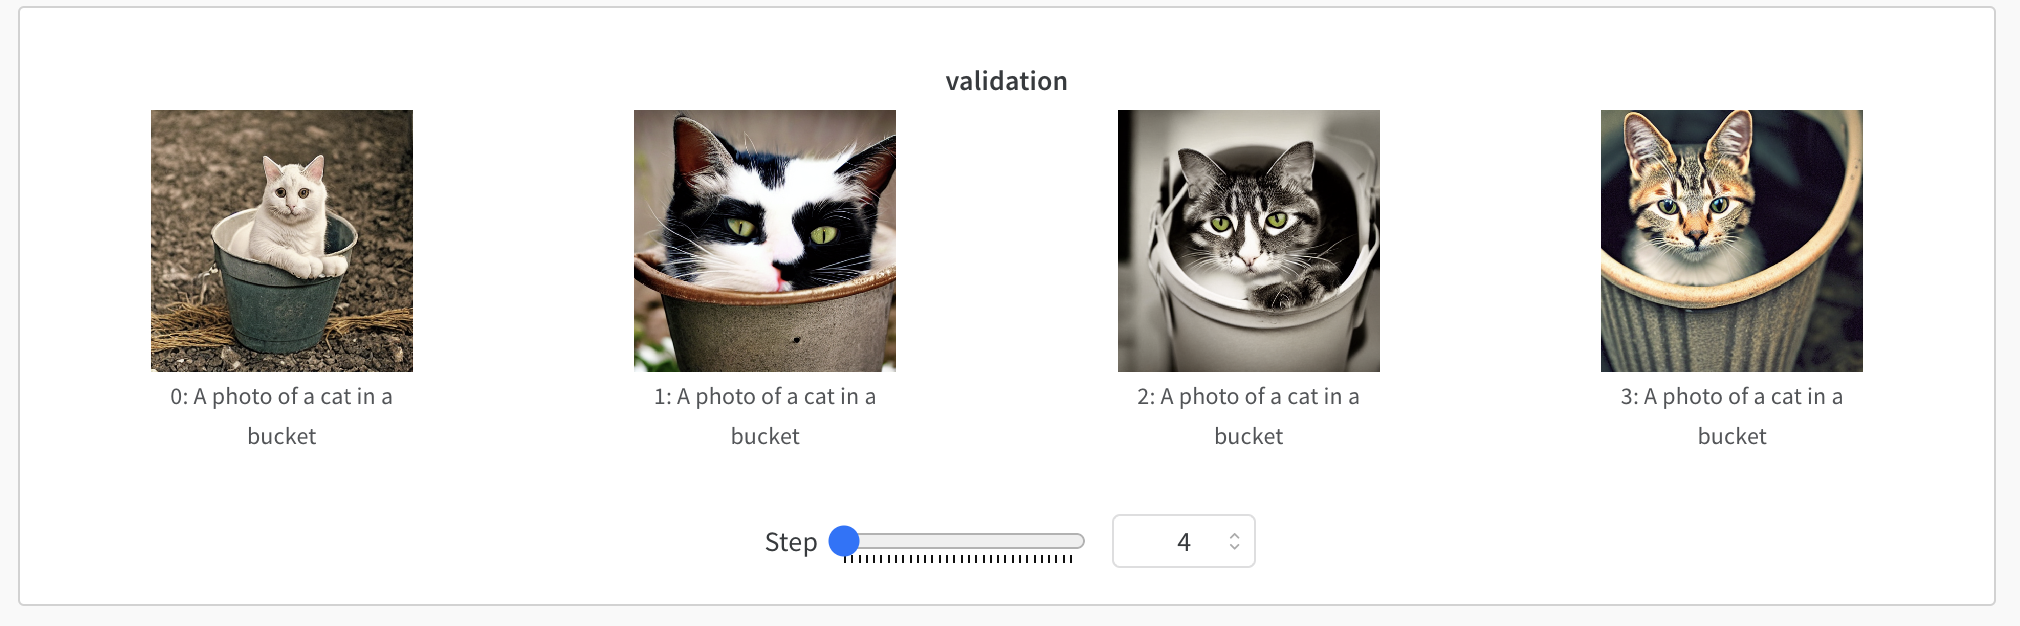 validation
0: A photo of a cat in a
bucket
1: A photo of a cat in a
bucket
2: A photo of a cat in a
bucket
3: A photo of a cat in a
bucket
Step
4